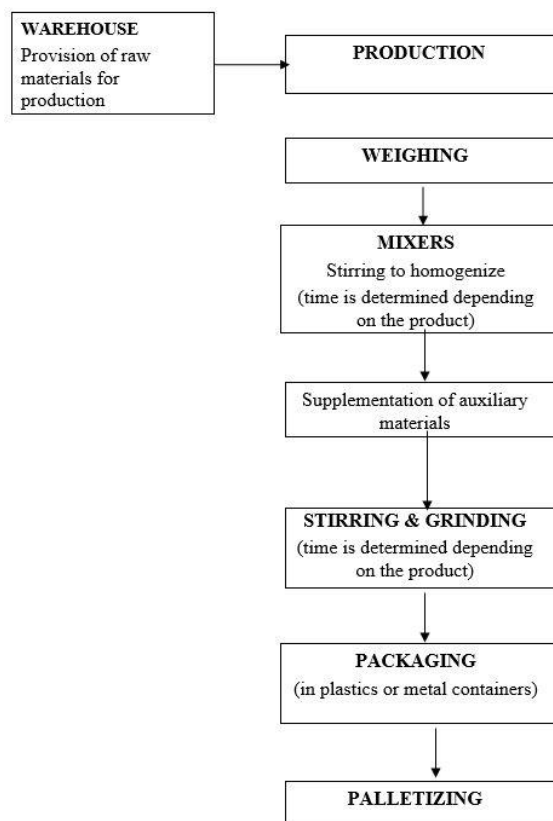 WAREHOUSE
Provision of raw
materials for
production
PRODUCTION
WEIGHING
MIXERS
Stirring to homogenize
(time is determined depending
on the product)
Supplementation of auxiliary
materials
STIRRING & GRINDING
(time is determined depending
on the product)
PACKAGING
(in plastics or metal containers)
PALLETIZING